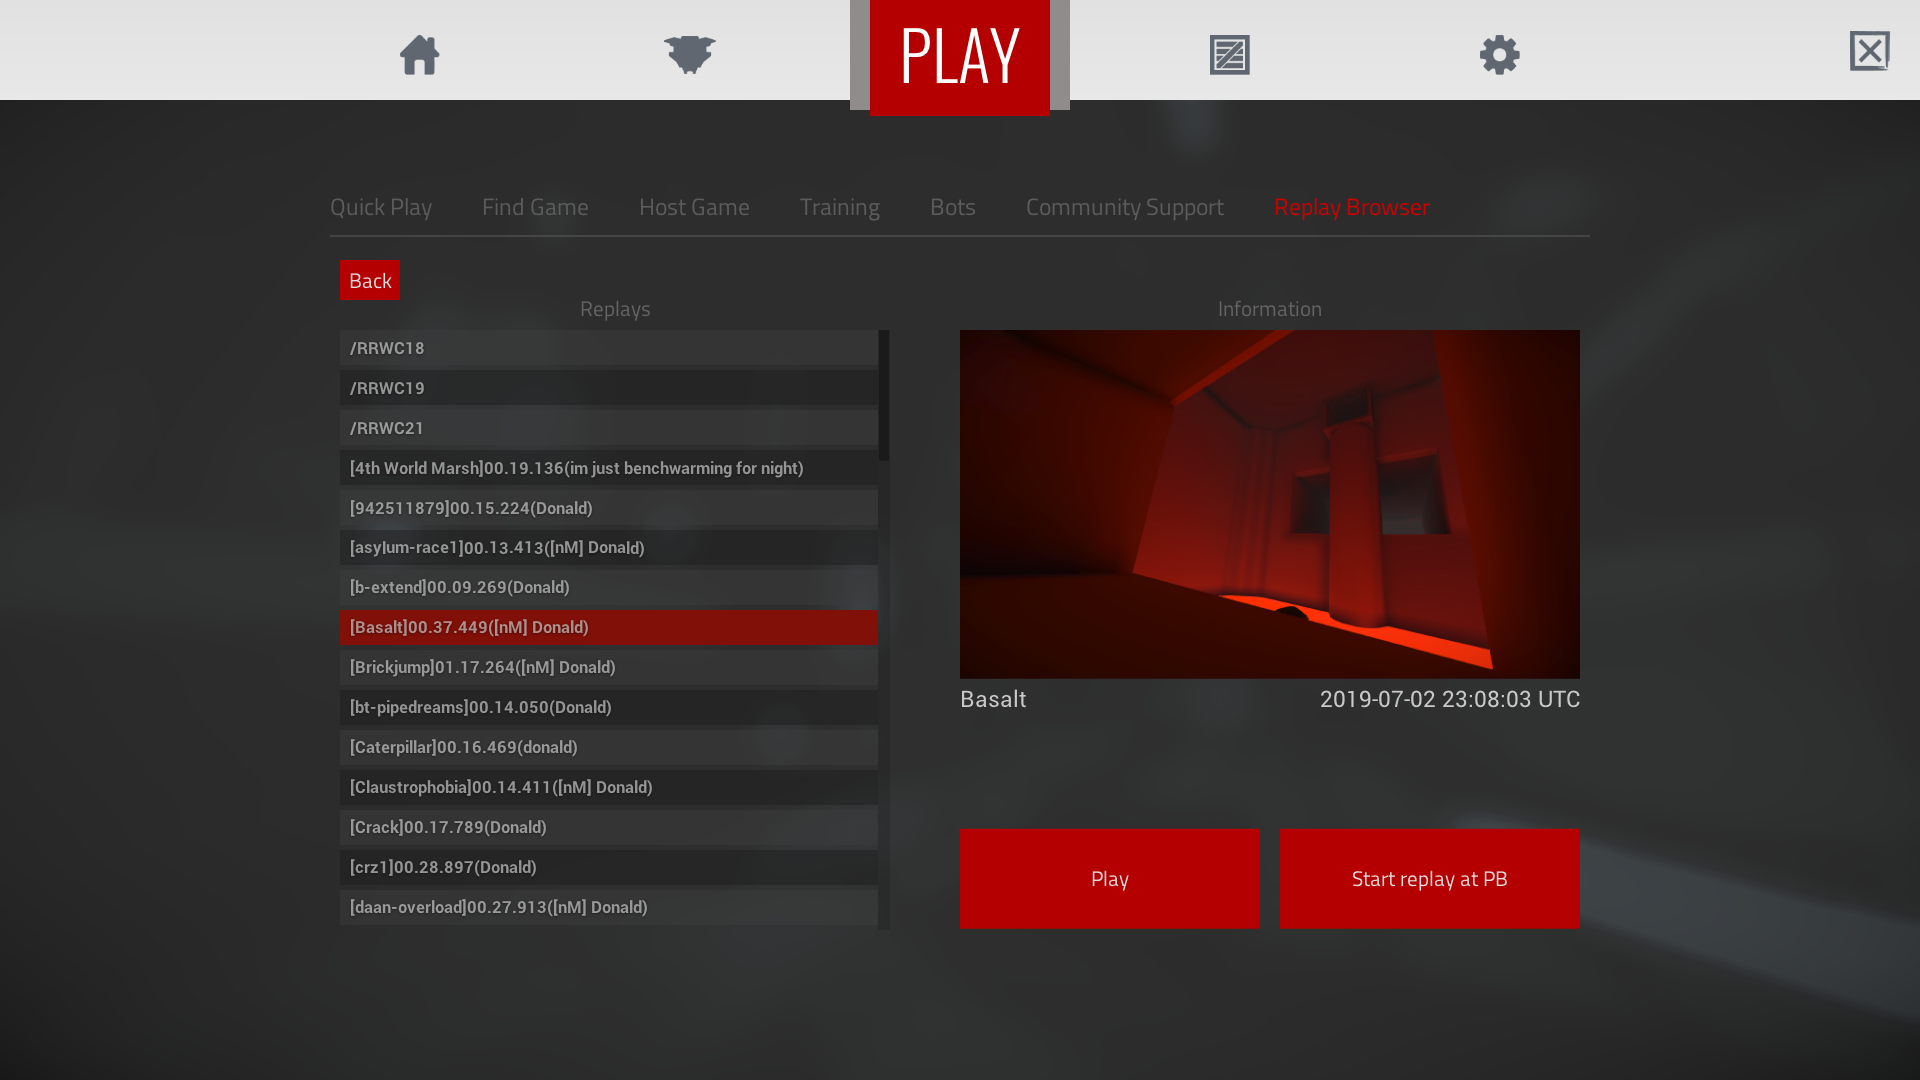 PLAY
Quick Play Find Game Host Game Training Bots Community Support Replay Browser
Back
Replays
/RRWC18
/RRWC19
/RRWC21
[4th World Marsh]00.19.136(im just benchwarming for night)
[942511879]00.15.224(Donald)
[asylum-race1]00.13.413([nM] Donald)
[b-extend]00.09.269(Donald)
[Basalt]00.37.449([nM] Donald)
[Brickjump]01.17.264([nM] Donald)
[bt-pipedreams]00.14.050(Donald)
[Caterpillar]00.16.469(donald)
[Claustrophobia]00.14.411([nM] Donald)
[Crack]00.17.789(Donald)
[crz1]00.28.897(Donald)
[daan-overload]00.27.913([nM] Donald)
Information
Basalt 2019-07-02 23:08:03 UTC
Play Start replay at PB